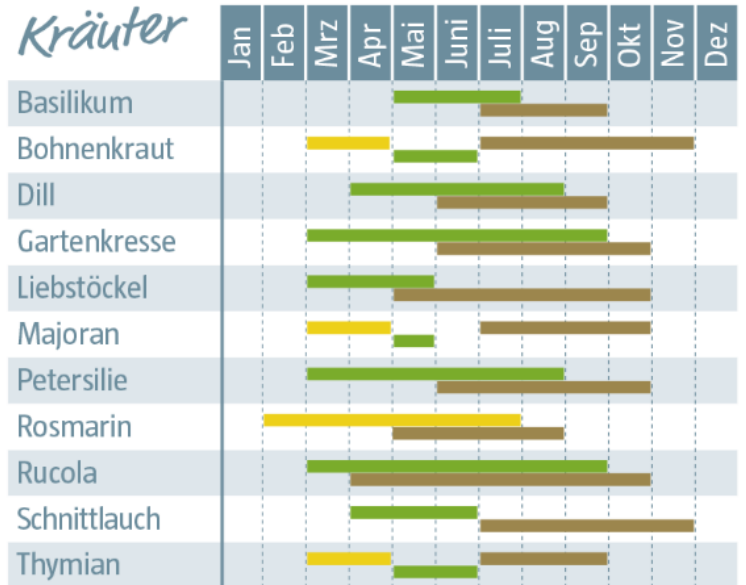 Kräuter
Jan Feb Mrz Apr Mai Juni Juli Aug Sep Okt Nov Dez
Basilikum
Bohnenkraut
Dill
Gartenkresse
Liebstöckel
Majoran
Petersilie
Rosmarin
Rucola
Schnittlauch
Thymian